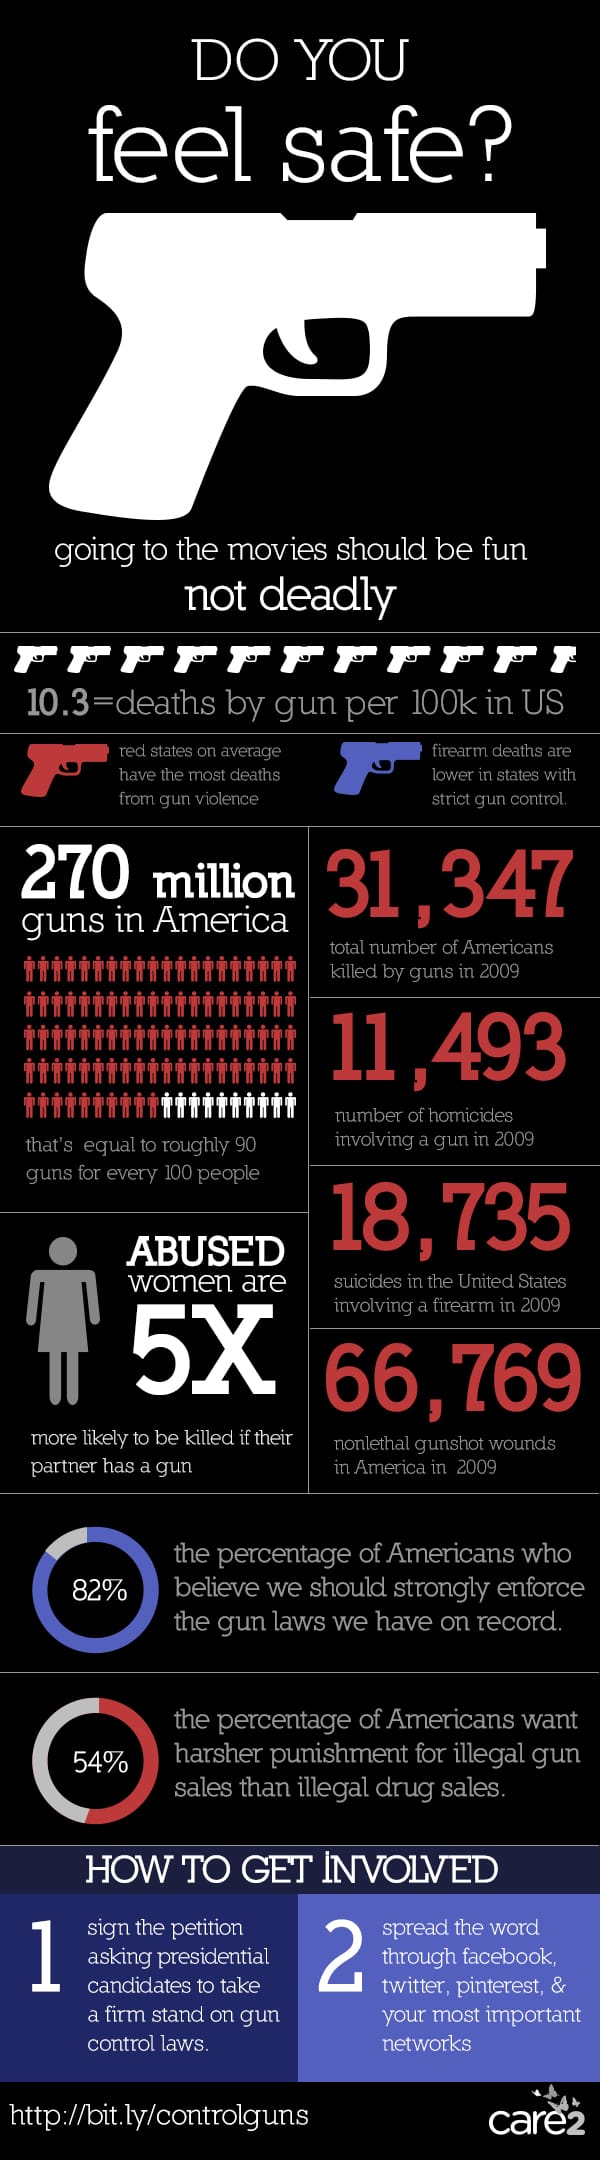 DO YOU
feel safe?
going to the movies should be fun
not deadly
10.3=deaths by gun per 100k in US
red states on average
have the most deaths
from gun violence
firearm deaths are
lower in states with
strict gun control.
270 million
guns in America
that's equal to roughly 90
guns for every 100 people
ABUSED
women are
5X
more likely to be killed if their
partner has a gun
31,347
total number of Americans
killed by guns in 2009
11,493
number of homicides
involving a gun in 2009
18,735
suicides in the United States
involving a firearm in 2009
66,769
nonlethal gunshot wounds
in America in 2009
82%
the percentage of Americans who
believe we should strongly enforce
the gun laws we have on record.
54%
the percentage of Americans want
harsher punishment for illegal gun
sales than illegal drug sales.
HOW TO GET INVOLVED
1
sign the petition
asking presidential
candidates to take
a firm stand on gun
control laws.
2
spread the word
through facebook,
twitter, pinterest, &
your most important
networks
http://bit.ly/controlguns
care2